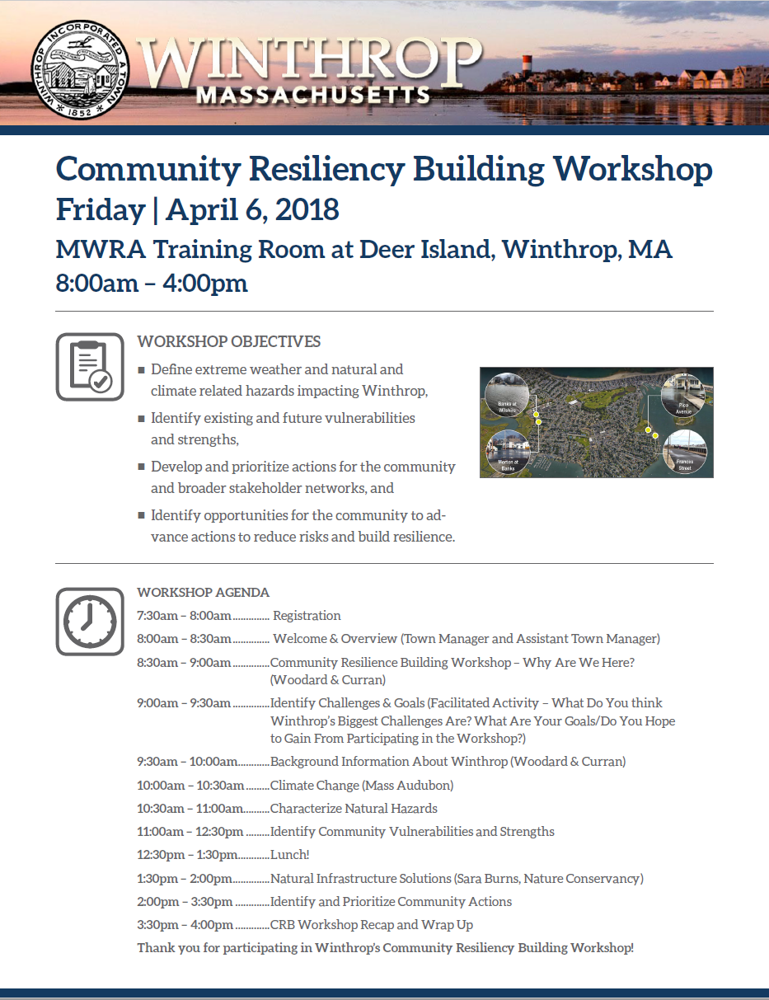 WINTHROP INCORPORATED A TOWN
1852
WINTHROP
MASSACHUSETTS
Community Resiliency Building Workshop
Friday | April 6, 2018
MWRA Training Room at Deer Island, Winthrop, MA
8:00am – 4:00pm
WORKSHOP OBJECTIVES
■ Define extreme weather and natural and
climate related hazards impacting Winthrop,
■ Identify existing and future vulnerabilities
and strengths,
■ Develop and prioritize actions for the community
and broader stakeholder networks, and
■ Identify opportunities for the community to ad-
vance actions to reduce risks and build resilience.
Banks at
Wilshire
Pico
Avenue
Morton at
Banks
Frances
Street
WORKSHOP AGENDA
7:30am – 8:00am.............. Registration
8:00am – 8:30am.............. Welcome & Overview (Town Manager and Assistant Town Manager)
8:30am – 9:00am..............Community Resilience Building Workshop – Why Are We Here?
(Woodard & Curran)
9:00am – 9:30am..............Identify Challenges & Goals (Facilitated Activity – What Do You think
Winthrop's Biggest Challenges Are? What Are Your Goals/Do You Hope
to Gain From Participating in the Workshop?)
9:30am – 10:00am............Background Information About Winthrop (Woodard & Curran)
10:00am – 10:30am.........Climate Change (Mass Audubon)
10:30am – 11:00am..........Characterize Natural Hazards
11:00am – 12:30pm.........Identify Community Vulnerabilities and Strengths
12:30pm – 1:30pm............Lunch!
1:30pm – 2:00pm..............Natural Infrastructure Solutions (Sara Burns, Nature Conservancy)
2:00pm – 3:30pm.............Identify and Prioritize Community Actions
3:30pm – 4:00pm.............CRB Workshop Recap and Wrap Up
Thank you for participating in Winthrop's Community Resiliency Building Workshop!